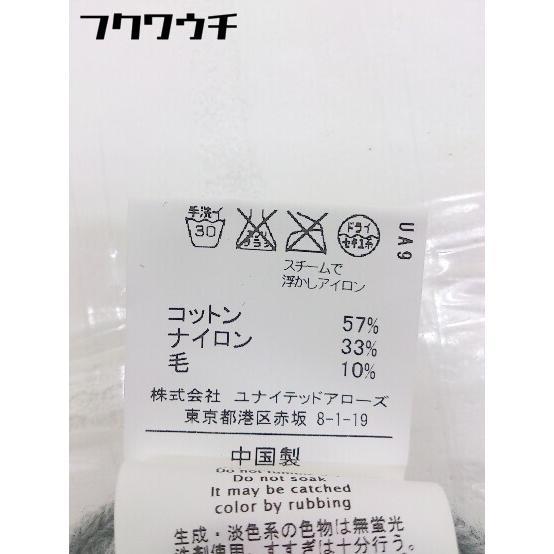 フクワウチ
手洗イ
30
ドライ
セキユ系
UA9
スチームで
浮かしアイロン
コットン 57%
ナイロン 33%
毛 10%
株式会社 ユナイテッドアローズ
東京都港区赤坂 8-1-19
中国製
Do not soak
It may be catched
color by rubbing
生成・淡色系の色物は無蛍光
洗剤使用、すすぎは十分行う。